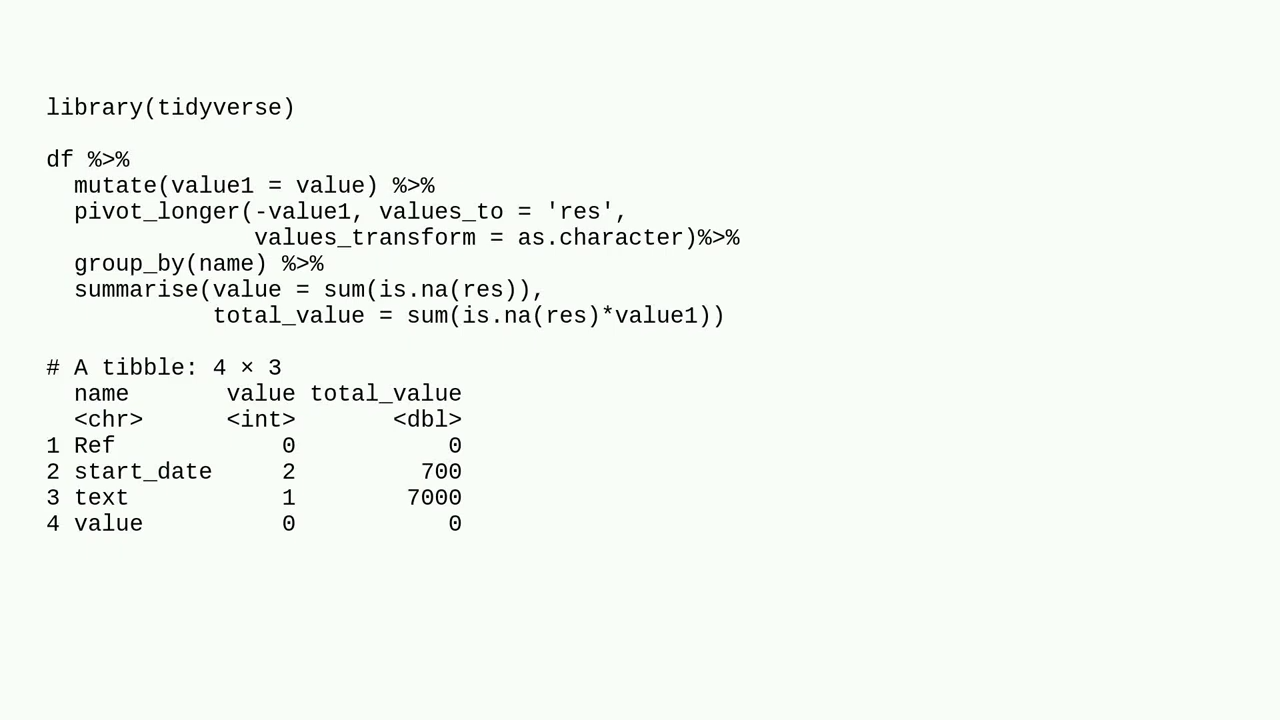 library(tidyverse)

df %>%
  mutate(value1 = value) %>%
  pivot_longer(-value1, values_to = 'res',
               values_transform = as.character)%>%
  group_by(name) %>%
  summarise(value = sum(is.na(res)),
            total_value = sum(is.na(res)*value1))

# A tibble: 4 × 3
  name       value total_value
  <chr>      <int>       <dbl>
1 Ref            0           0
2 start_date     2         700
3 text           1        7000
4 value          0           0